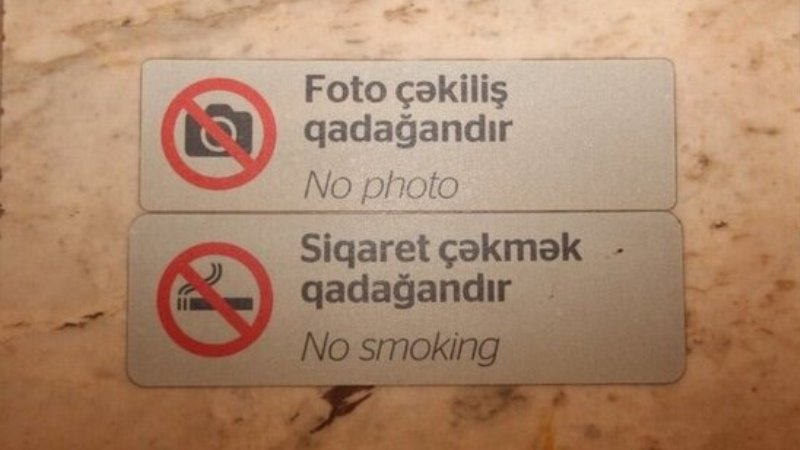 Foto çəkiliş
qadağandır
No photo
Siqaret çəkmək
qadağandır
No smoking